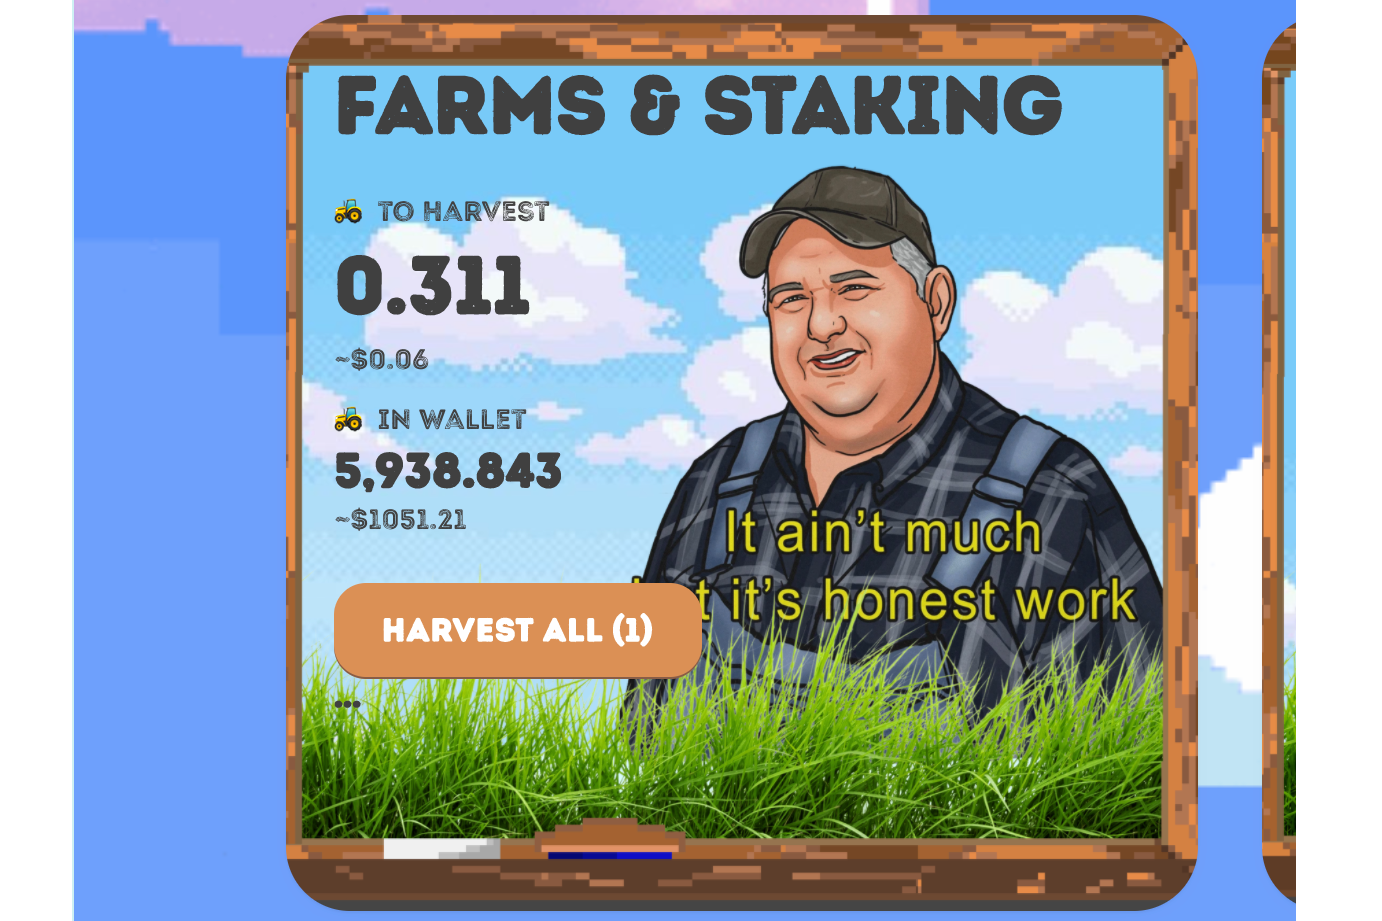 FARMS & STAKING
TO HARVEST
0.311
~$0.06
IN WALLET
5,938.843
~$1051.21
It ain't much
t it's honest work
HARVEST ALL (1)
...